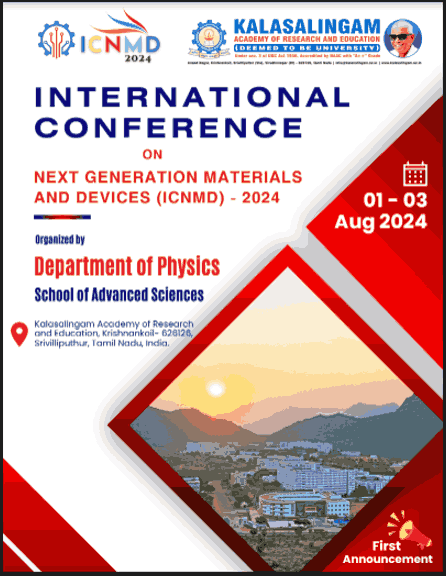 ICNMD
2024
KALASALINGAM
ACADEMY OF RESEARCH AND EDUCATION
(DEEMED TO BE UNIVERSITY)
INTERNATIONAL
CONFERENCE
ON
NEXT GENERATION MATERIALS
AND DEVICES (ICNMD) - 2024
01 - 03
Aug 2024
Organized by
Department of Physics
School of Advanced Sciences
Kalasalingam Academy of Research
and Education, Krishnankoil- 626126,
Srivilliputhur, Tamil Nadu, India.
First
Announcement